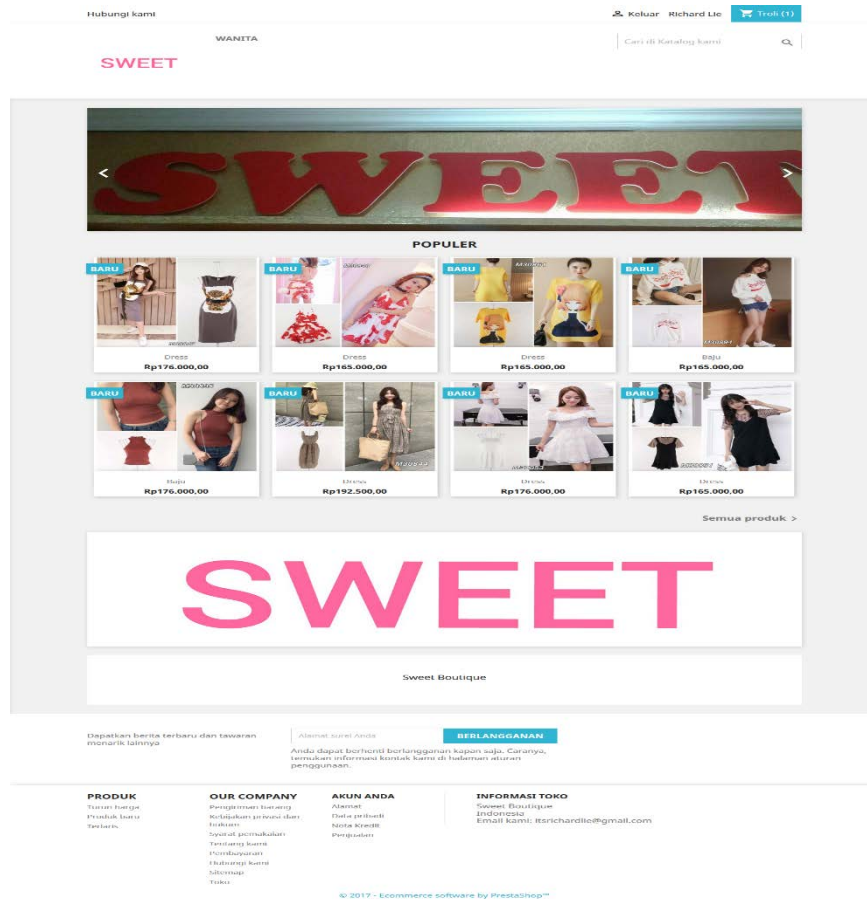 Hubungi kami
Keluar Richard Lie Troli (1)
WANITA
Cari di Katalog kami
SWEET
SWEET
POPULER
BARU BARU BARU BARU
Dress Dress Dress Baju
Rp176.000,00 Rp165.000,00 Rp165.000,00 Rp165.000,00
BARU BARU BARU BARU
Baju Dress Dress Dress
Rp176.000,00 Rp192.500,00 Rp176.000,00 Rp165.000,00
Semua produk >
SWEET
Sweet Boutique
Dapatkan berita terbaru dan tawaran
menarik lainnya
Alamat surel Anda
BERLANGGANAN
Anda dapat berhenti berlangganan kapan saja. Caranya,
temukan informasi kontak kami di halaman aturan
penggunaan.
PRODUK
Turun harga
Produk baru
Terlaris
OUR COMPANY
Pengiriman barang
Kebijakan privasi dan
hukum
Syarat pemakaian
Tentang kami
Pembayaran
Hubungi kami
Sitemap
Toko
AKUN ANDA
Alamat
Data pribadi
Nota Kredit
Penjualan
INFORMASI TOKO
Sweet Boutique
Indonesia
Email kami: itsrichardlie@gmail.com
© 2017 - Ecommerce software by PrestaShop™